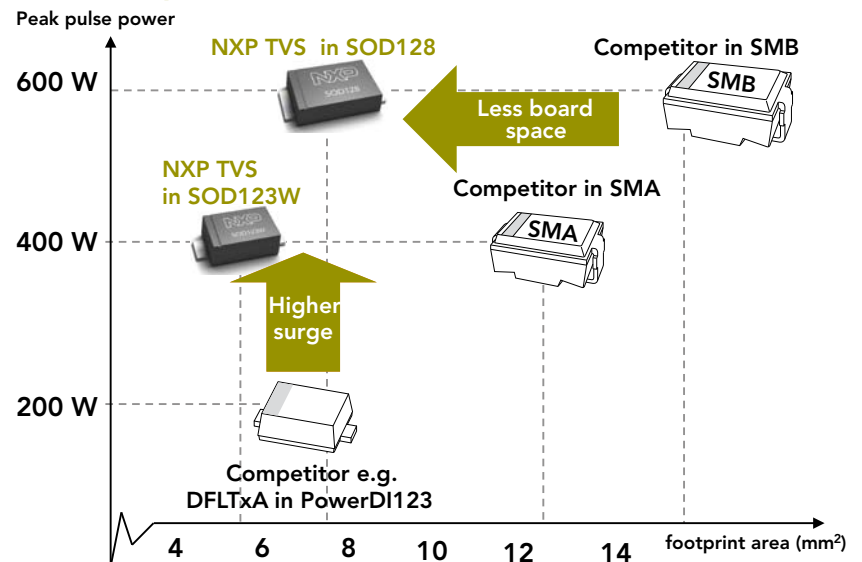 Peak pulse power
NXP TVS in SOD128
Competitor in SMB
600 W
NXP
SOD128
SMB
Less board
space
NXP TVS
in SOD123W
Competitor in SMA
400 W
NXP
SOD123W
SMA
Higher
surge
200 W
Competitor e.g.
DFLTxA in PowerDI123
4 6 8 10 12 14
footprint area (mm²)